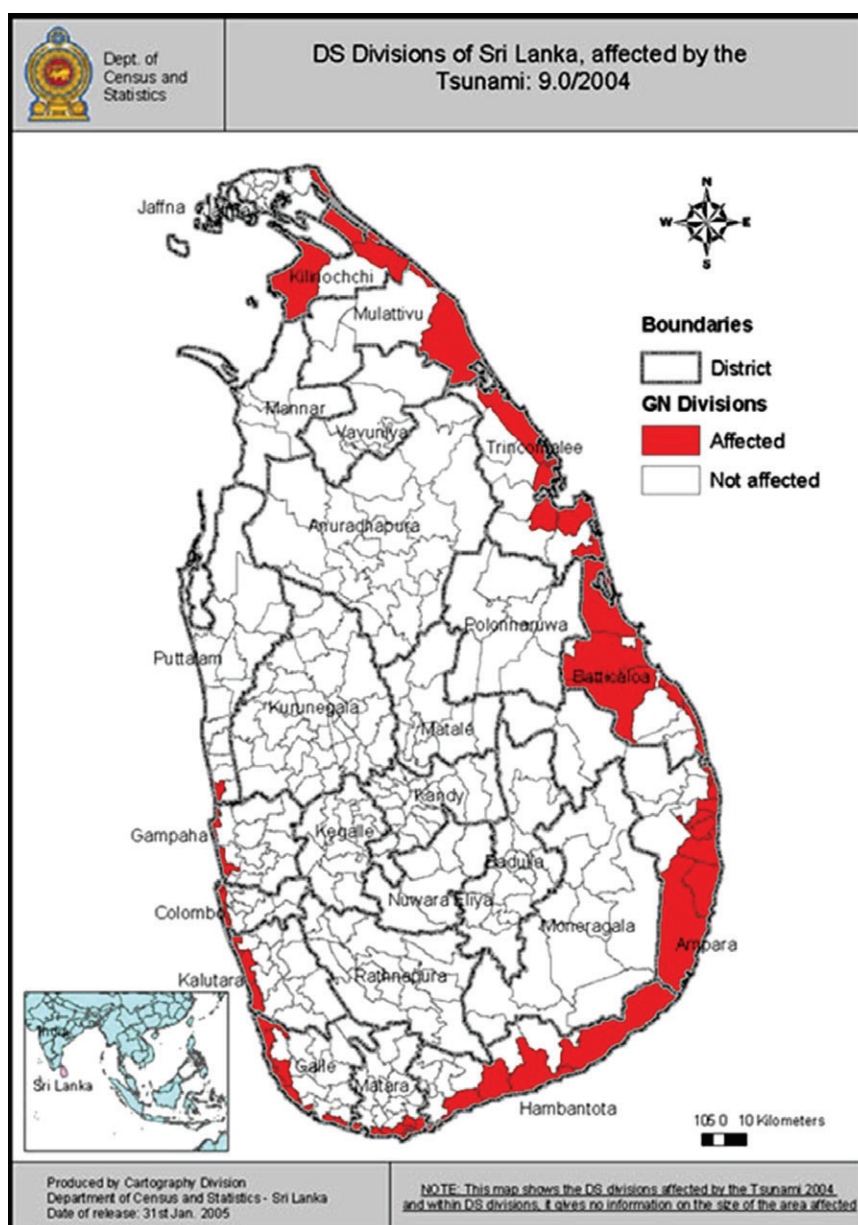 Dept. of
Census and
Statistics
DS Divisions of Sri Lanka, affected by the
Tsunami: 9.0/2004
Jaffna
Kilinochchi
Mulattivu
Mannar
Vavuniya
Trincomalee
Anuradhapura
Polonnaruwa
Puttalam
Batticaloa
Kurunegala
Matale
Kandy
Gampaha
Kegalle
Badulla
Nuwara Eliya
Colombo
Moneragala
Ampara
Kalutara
Rathnapura
Galle
Matara
Hambantota
N
W
E
S
Boundaries
District
GN Divisions
Affected
Not affected
India
Sri Lanka
10 5 0 10 Kilometers
Produced by Cartography Division
Department of Census and Statistics - Sri Lanka
Date of release: 31st Jan. 2005
NOTE: This map shows the DS divisions affected by the Tsunami 2004
and within DS divisions, it gives no information on the size of the area affected